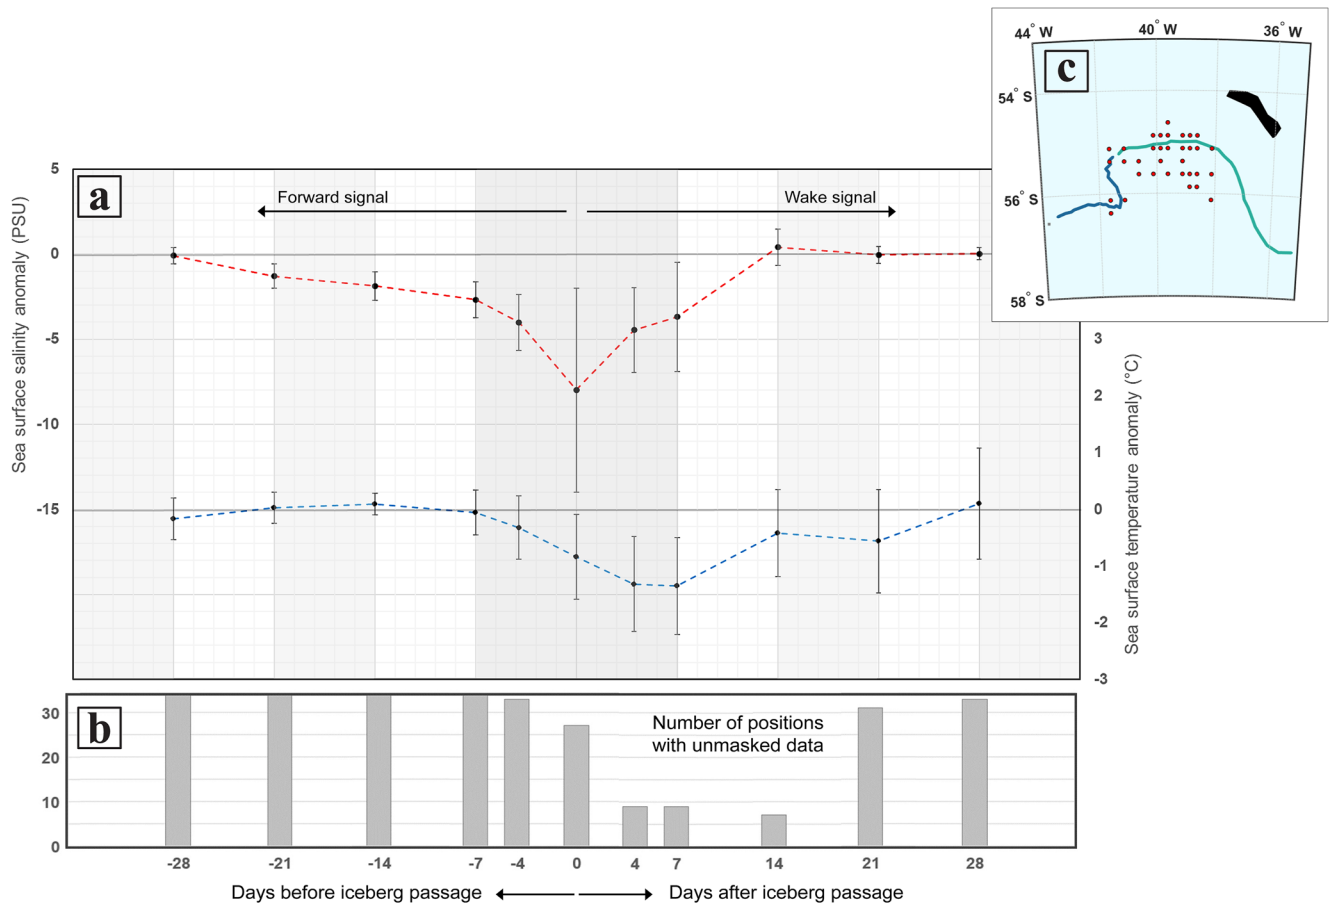 44° W
40° W
36° W
c
54° S
56° S
58° S
a
Forward signal
Wake signal
Sea surface salinity anomaly (PSU)
5
0
-5
-10
-15
3
2
1
0
-1
-2
-3
Sea surface temperature anomaly (°C)
b
Number of positions
with unmasked data
30
20
10
0
-28 -21 -14 -7 -4 0 4 7 14 21 28
Days before iceberg passage
Days after iceberg passage